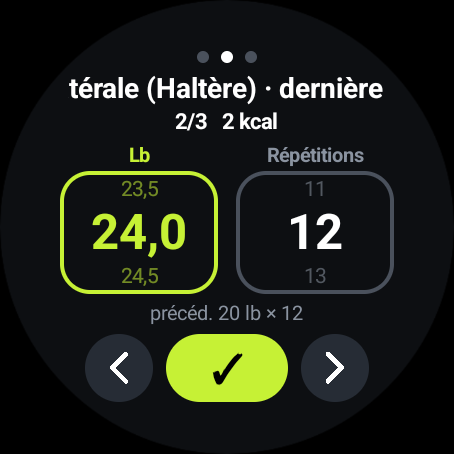 térale (Haltère) · dernière
2/3 2 kcal
Lb Répétitions
23,5 11
24,0 12
24,5 13
précéd. 20 lb × 12
✓